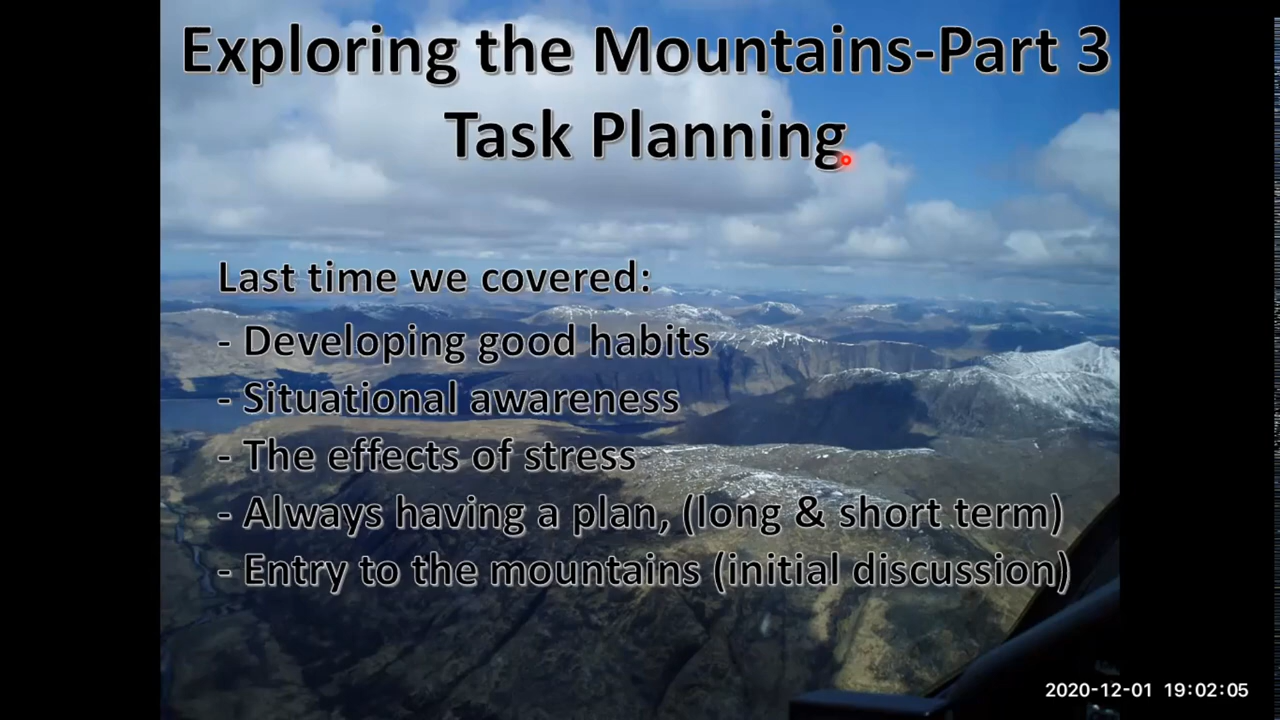 Exploring the Mountains-Part 3
Task Planning
Last time we covered:
- Developing good habits
- Situational awareness
- The effects of stress
- Always having a plan, (long & short term)
- Entry to the mountains (initial discussion)
2020-12-01 19:02:05